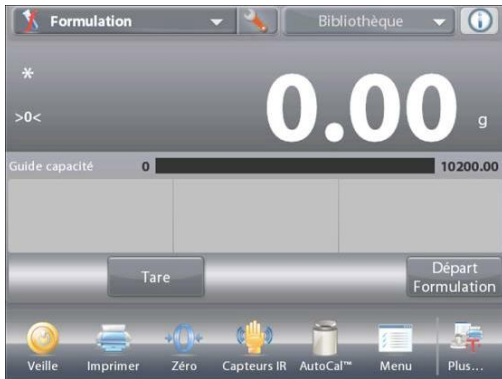 Formulation
Bibliothèque
*
>0<
0.00 g
Guide capacité 0 10200.00
Tare
Départ
Formulation
Veille Imprimer Zéro Capteurs IR AutoCal™ Menu Plus...